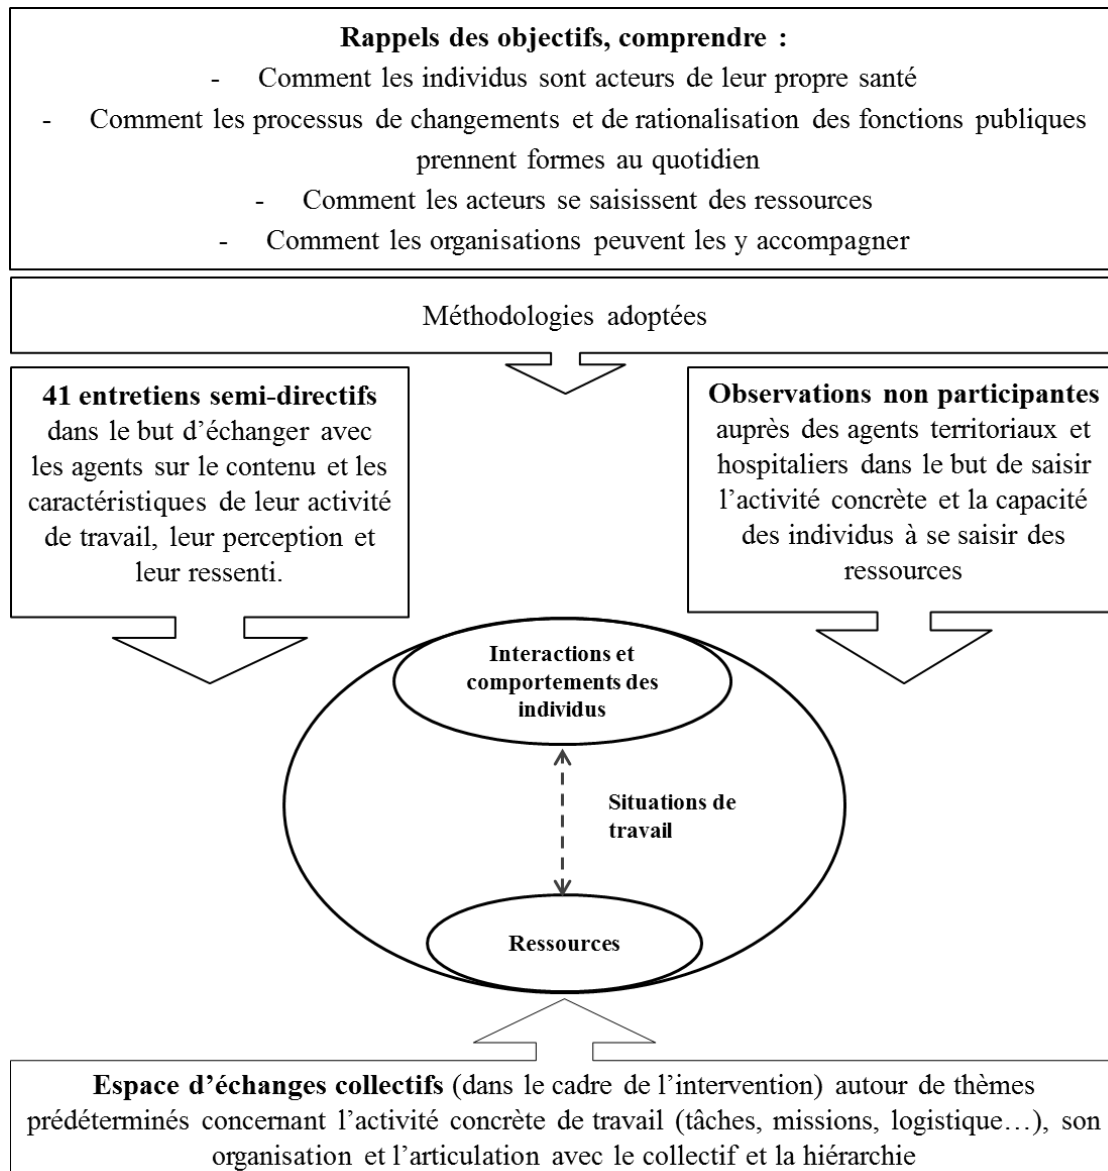 Rappels des objectifs, comprendre :
- Comment les individus sont acteurs de leur propre santé
- Comment les processus de changements et de rationalisation des fonctions publiques
prennent formes au quotidien
- Comment les acteurs se saisissent des ressources
- Comment les organisations peuvent les y accompagner
Méthodologies adoptées
41 entretiens semi-directifs
dans le but d’échanger avec
les agents sur le contenu et les
caractéristiques de leur activité
de travail, leur perception et
leur ressenti.
Observations non participantes
auprès des agents territoriaux et
hospitaliers dans le but de saisir
l’activité concrète et la capacité
des individus à se saisir des
ressources
Interactions et
comportements des
individus
Situations de
travail
Ressources
Espace d’échanges collectifs (dans le cadre de l’intervention) autour de thèmes
prédéterminés concernant l’activité concrète de travail (tâches, missions, logistique…), son
organisation et l’articulation avec le collectif et la hiérarchie